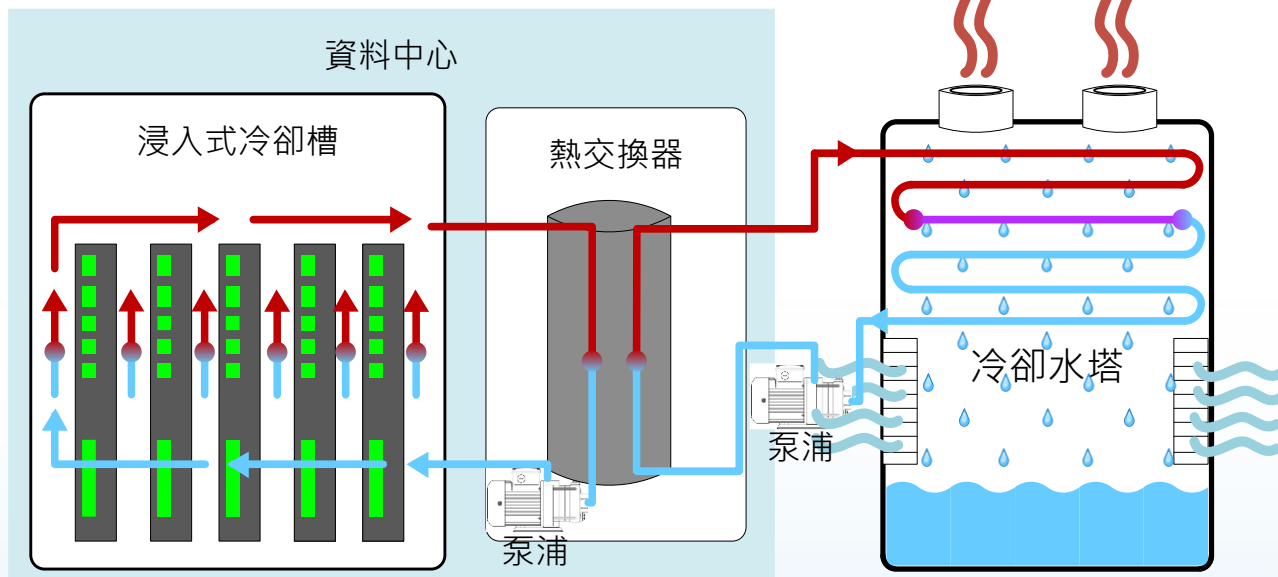 資料中心
浸入式冷卻槽
熱交換器
冷卻水塔
泵浦
泵浦